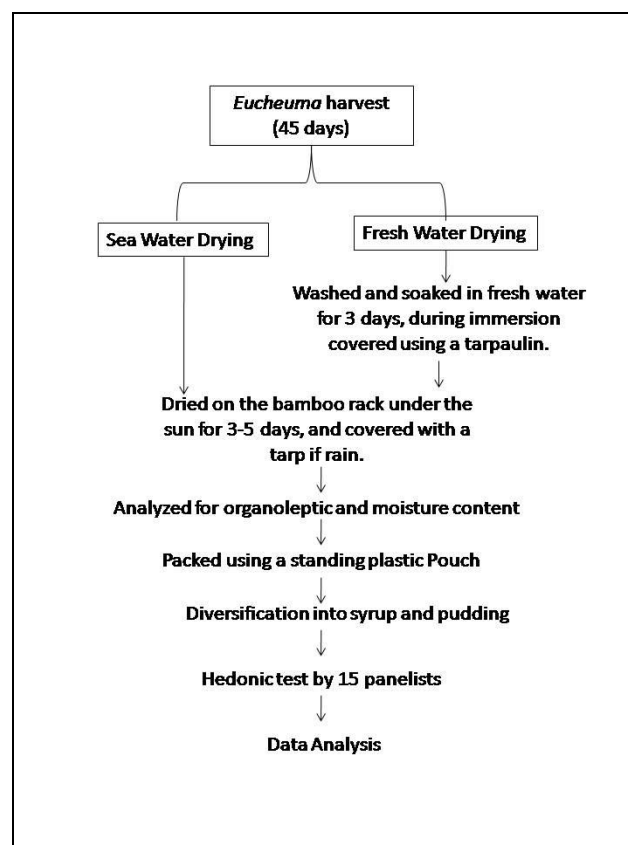 Eucheuma harvest
(45 days)
Sea Water Drying
Fresh Water Drying
Washed and soaked in fresh water
for 3 days, during immersion
covered using a tarpaulin.
Dried on the bamboo rack under the
sun for 3-5 days, and covered with a
tarp if rain.
Analyzed for organoleptic and moisture content
Packed using a standing plastic Pouch
Diversification into syrup and pudding
Hedonic test by 15 panelists
Data Analysis